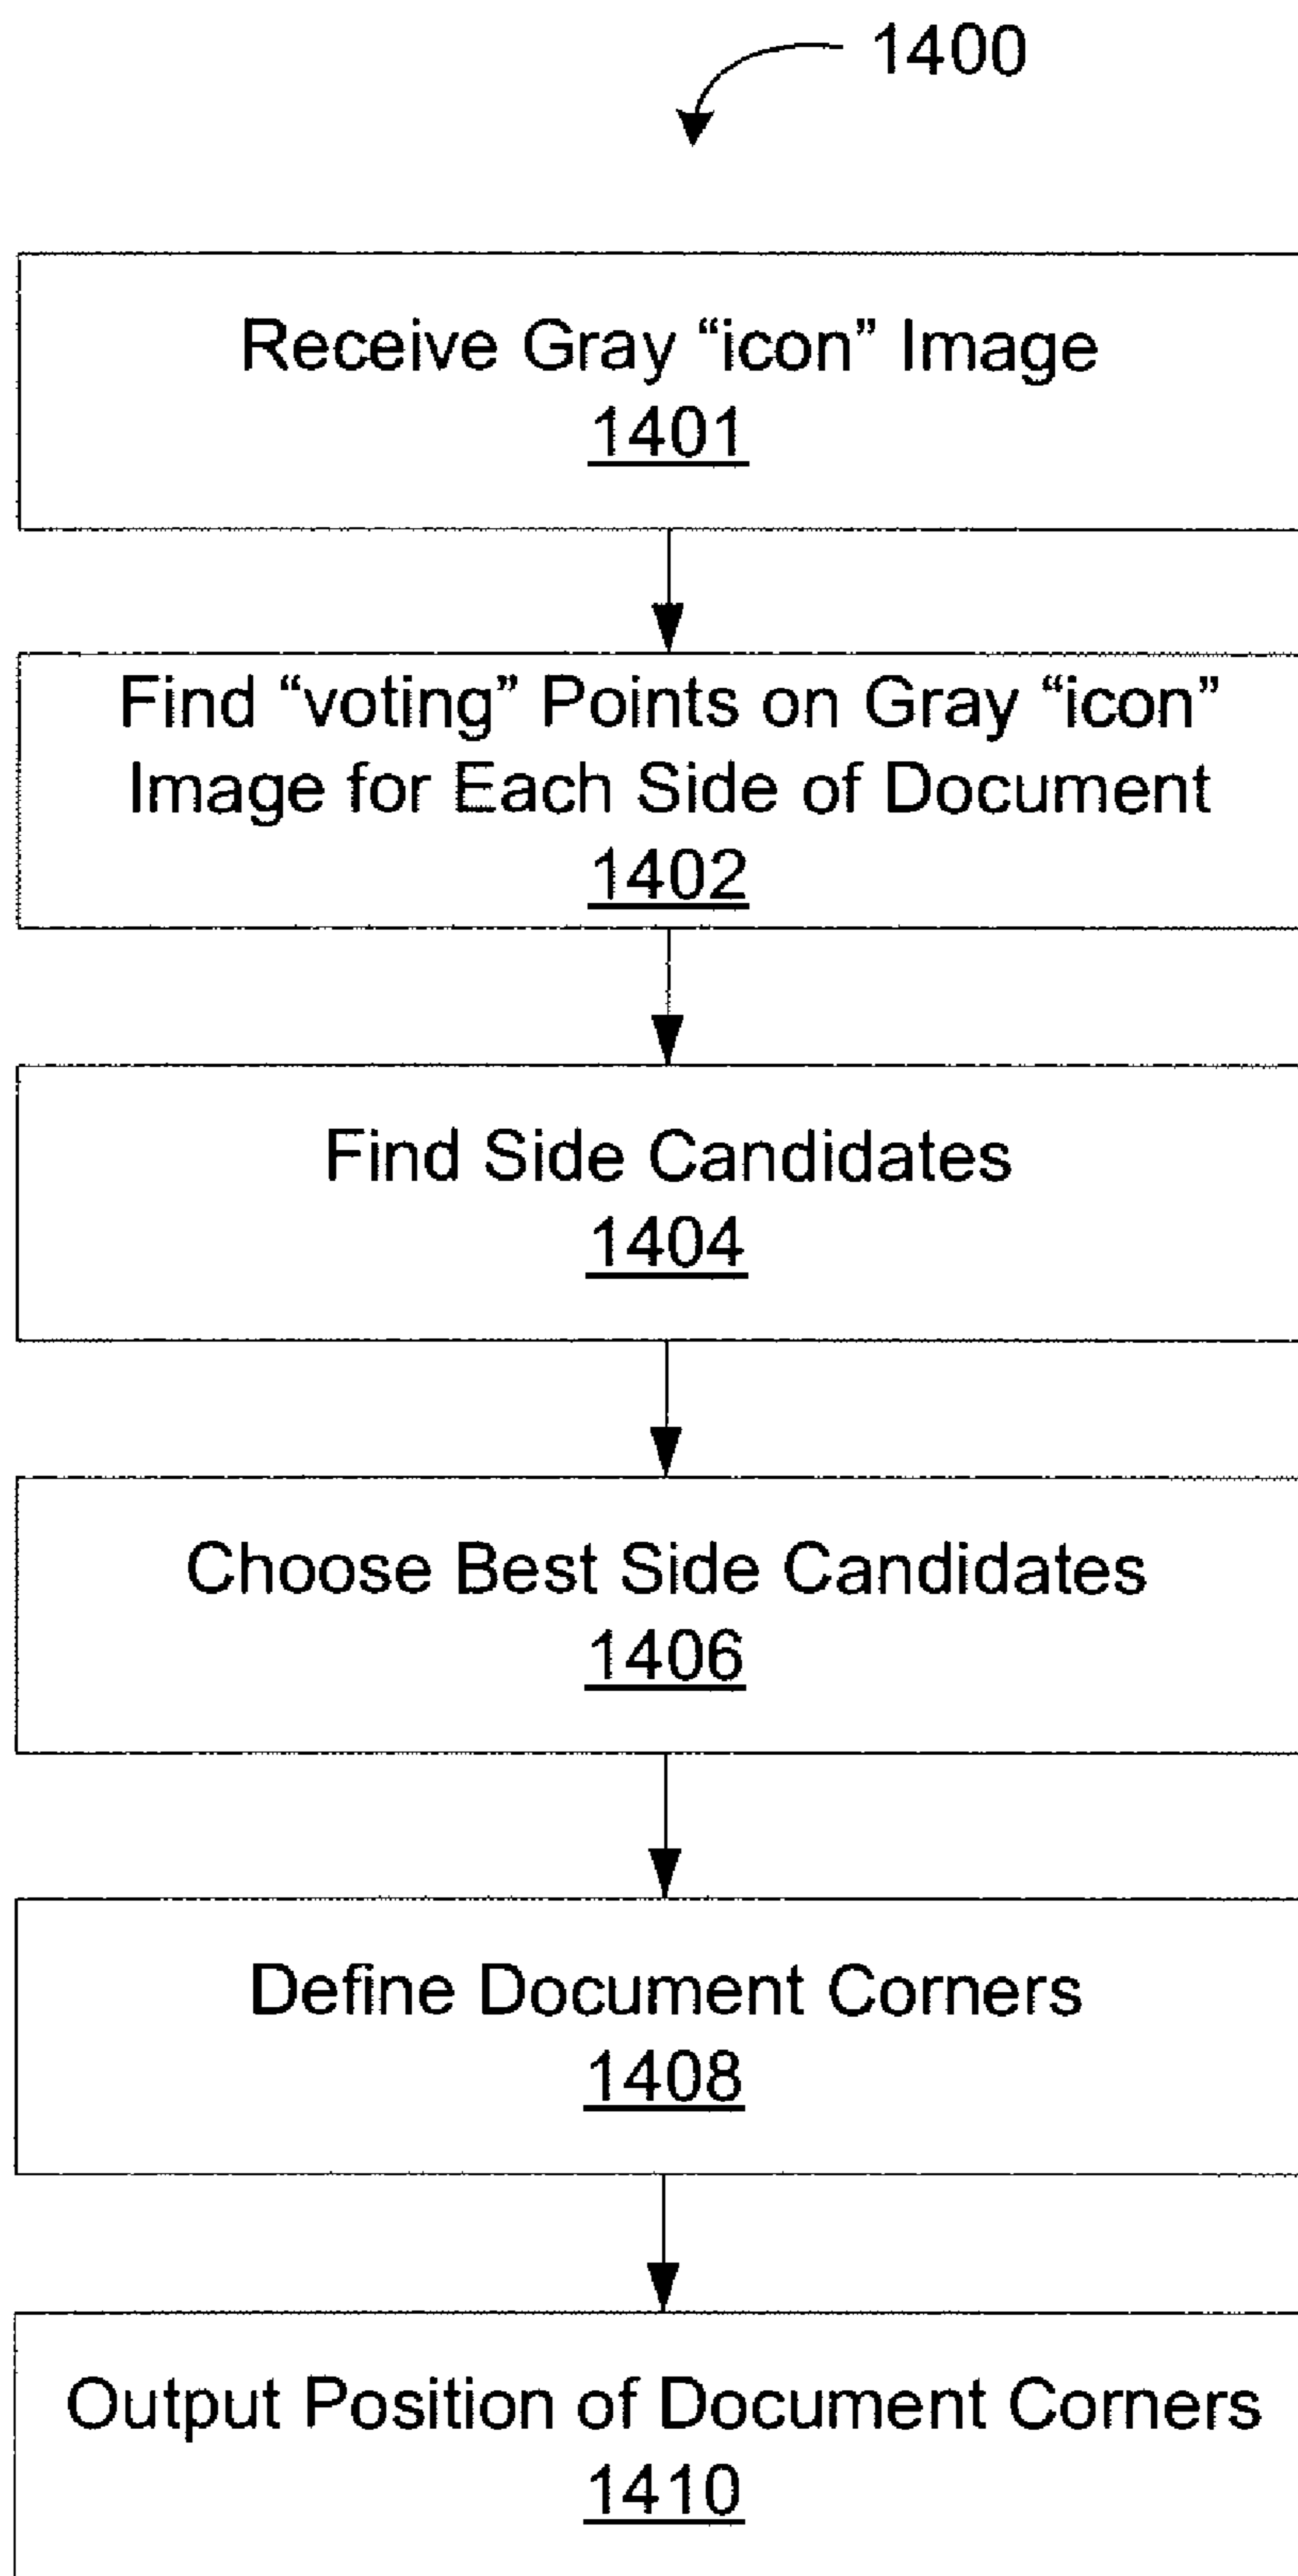 1400
Receive Gray “icon” Image
1401
Find “voting” Points on Gray “icon”
Image for Each Side of Document
1402
Find Side Candidates
1404
Choose Best Side Candidates
1406
Define Document Corners
1408
Output Position of Document Corners
1410